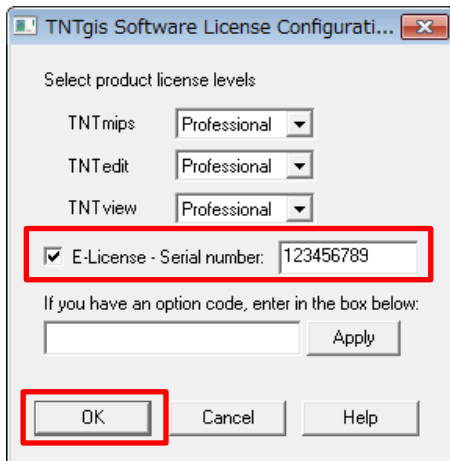 TNTgis Software License Configurati...
Select product license levels
TNTmips Professional
TNTedit Professional
TNTview Professional
E-License - Serial number: 123456789
If you have an option code, enter in the box below:
Apply
OK Cancel Help